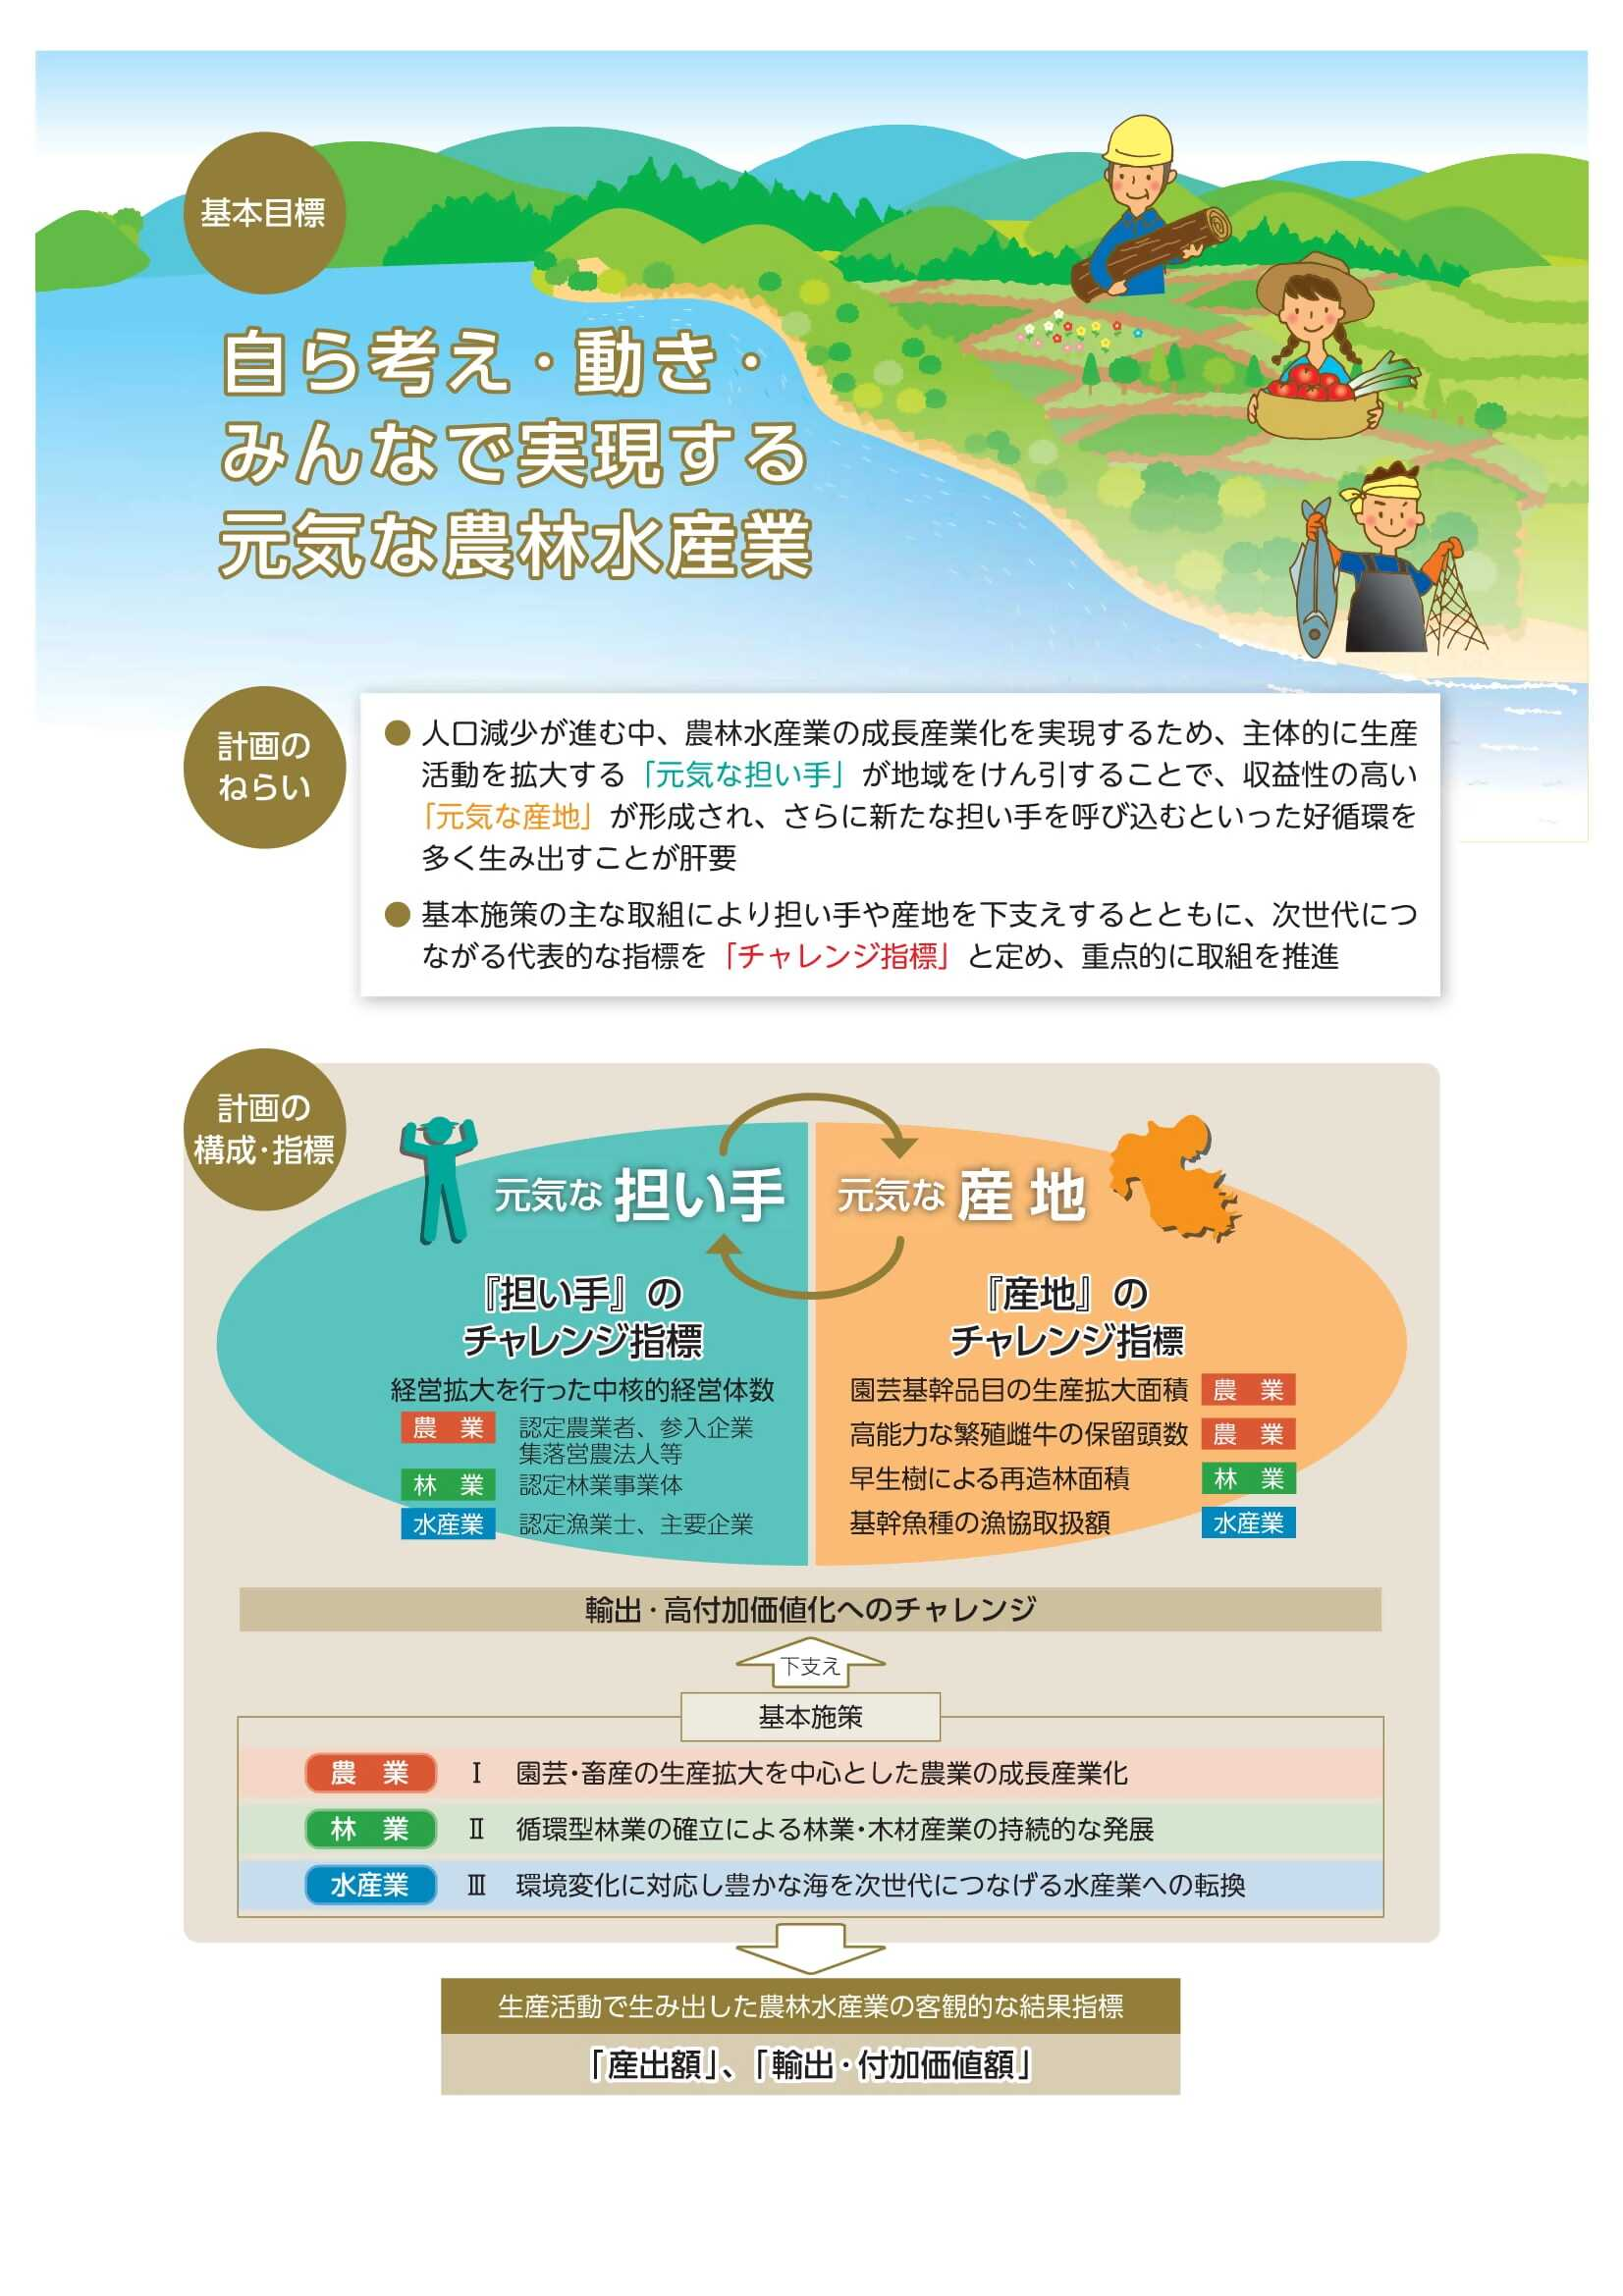 基本目標
自ら考え・動き・
みんなで実現する
元気な農林水産業
計画の
ねらい
● 人口減少が進む中、農林水産業の成長産業化を実現するため、主体的に生産
活動を拡大する「元気な担い手」が地域をけん引することで、収益性の高い
「元気な産地」が形成され、さらに新たな担い手を呼び込むといった好循環を
多く生み出すことが肝要
● 基本施策の主な取組により担い手や産地を下支えするとともに、次世代につ
ながる代表的な指標を「チャレンジ指標」と定め、重点的に取組を推進
計画の
構成・指標
元気な 担い手
『担い手』の
チャレンジ指標
経営拡大を行った中核的経営体数
農 業 認定農業者、参入企業
集落営農法人等
林 業 認定林業事業体
水産業 認定漁業士、主要企業
元気な 産地
『産地』の
チャレンジ指標
園芸基幹品目の生産拡大面積 農 業
高能力な繁殖雌牛の保留頭数 農 業
早生樹による再造林面積 林 業
基幹魚種の漁協取扱額 水産業
輸出・高付加価値化へのチャレンジ
下支え
基本施策
農 業 Ⅰ 園芸・畜産の生産拡大を中心とした農業の成長産業化
林 業 Ⅱ 循環型林業の確立による林業・木材産業の持続的な発展
水産業 Ⅲ 環境変化に対応し豊かな海を次世代につなげる水産業への転換
生産活動で生み出した農林水産業の客観的な結果指標
「産出額」、「輸出・付加価値額」